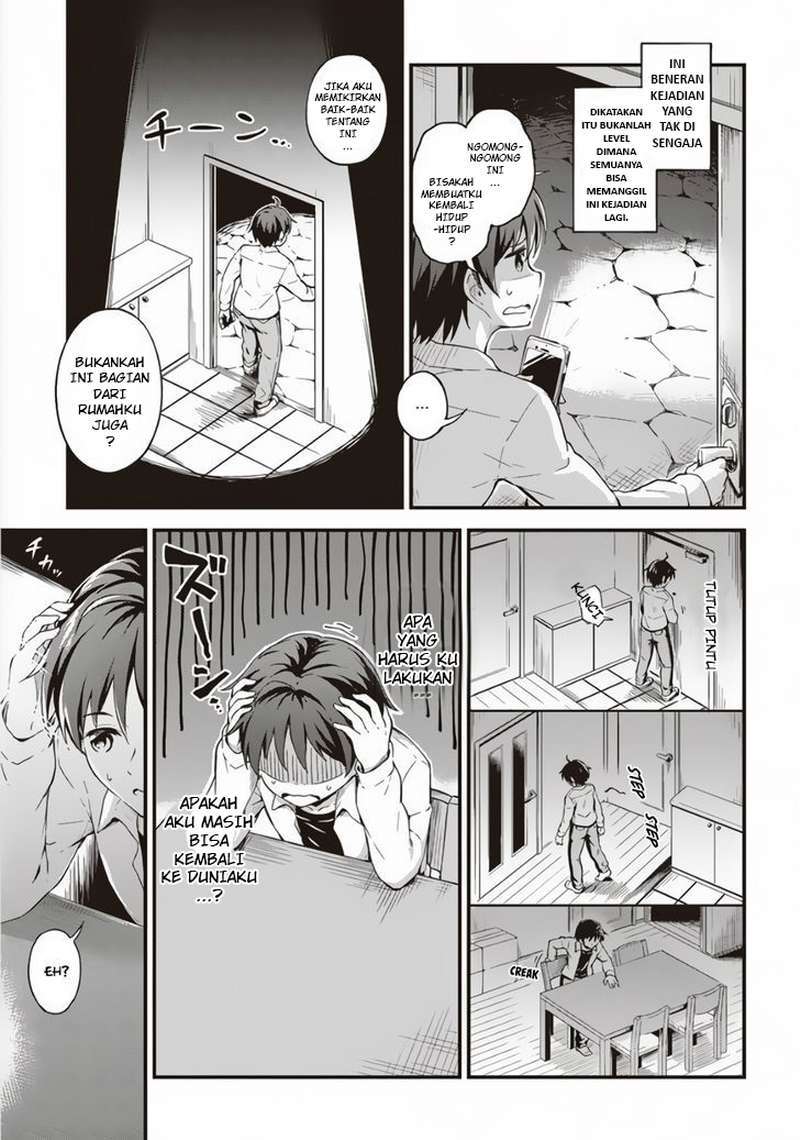 INI
BENERAN
KEJADIAN
YANG
TAK DI
SENGAJA
DIKATAKAN
ITU BUKANLAH
LEVEL
DIMANA
SEMUANYA
BISA
MEMANGGIL
INI KEJADIAN
LAGI.
NGOMONG-
NGOMONG
INI
...
BISAKAH
MEMBUATKU
KEMBALI
HIDUP
-HIDUP
?
...
JIKA AKU
MEMIKIRKAN
BAIK-BAIK
TENTANG
INI
...
チーン...
BUKANKAH
INI BAGIAN
DARI
RUMAHKU
JUGA
?
TUTUP PINTU
KUNCI
STEP
STEP
CREAK
APA
YANG
HARUS KU
LAKUKAN
...
ズーン
APAKAH
AKU MASIH
BISA
KEMBALI
KE DUNIAKU
...?
チカッ
EH?